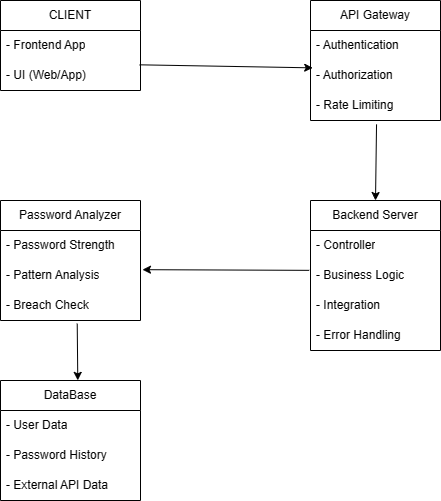 CLIENT
- Frontend App
- UI (Web/App)
API Gateway
- Authentication
- Authorization
- Rate Limiting
Password Analyzer
- Password Strength
- Pattern Analysis
- Breach Check
Backend Server
- Controller
- Business Logic
- Integration
- Error Handling
DataBase
- User Data
- Password History
- External API Data